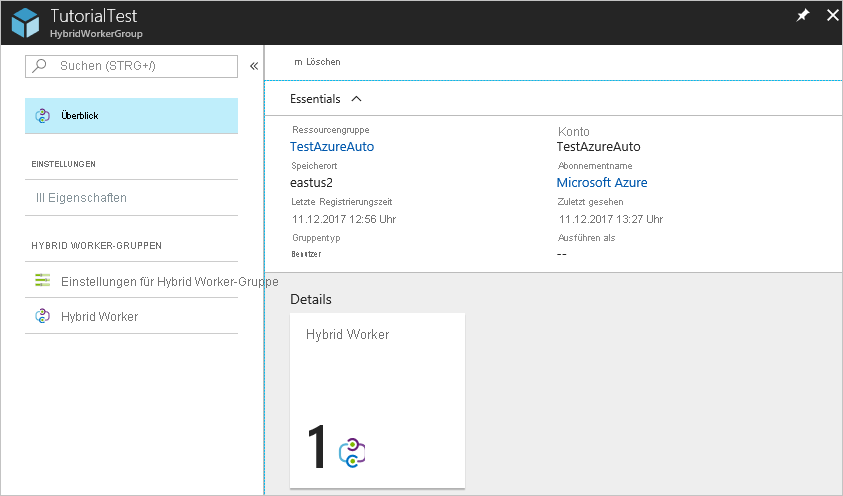 TutorialTest
HybridWorkerGroup
Suchen (STRG+/)
Überblick
EINSTELLUNGEN
III Eigenschaften
HYBRID WORKER-GRUPPEN
Einstellungen für Hybrid Worker-Gruppe
Hybrid Worker
m Löschen
Essentials
Ressourcengruppe
TestAzureAuto
Speicherort
eastus2
Letzte Registrierungszeit
11.12.2017 12:56 Uhr
Gruppentyp
Benutzer
Konto
TestAzureAuto
Abonnementname
Microsoft Azure
Zuletzt gesehen
11.12.2017 13:27 Uhr
Ausführen als
--
Details
Hybrid Worker
1